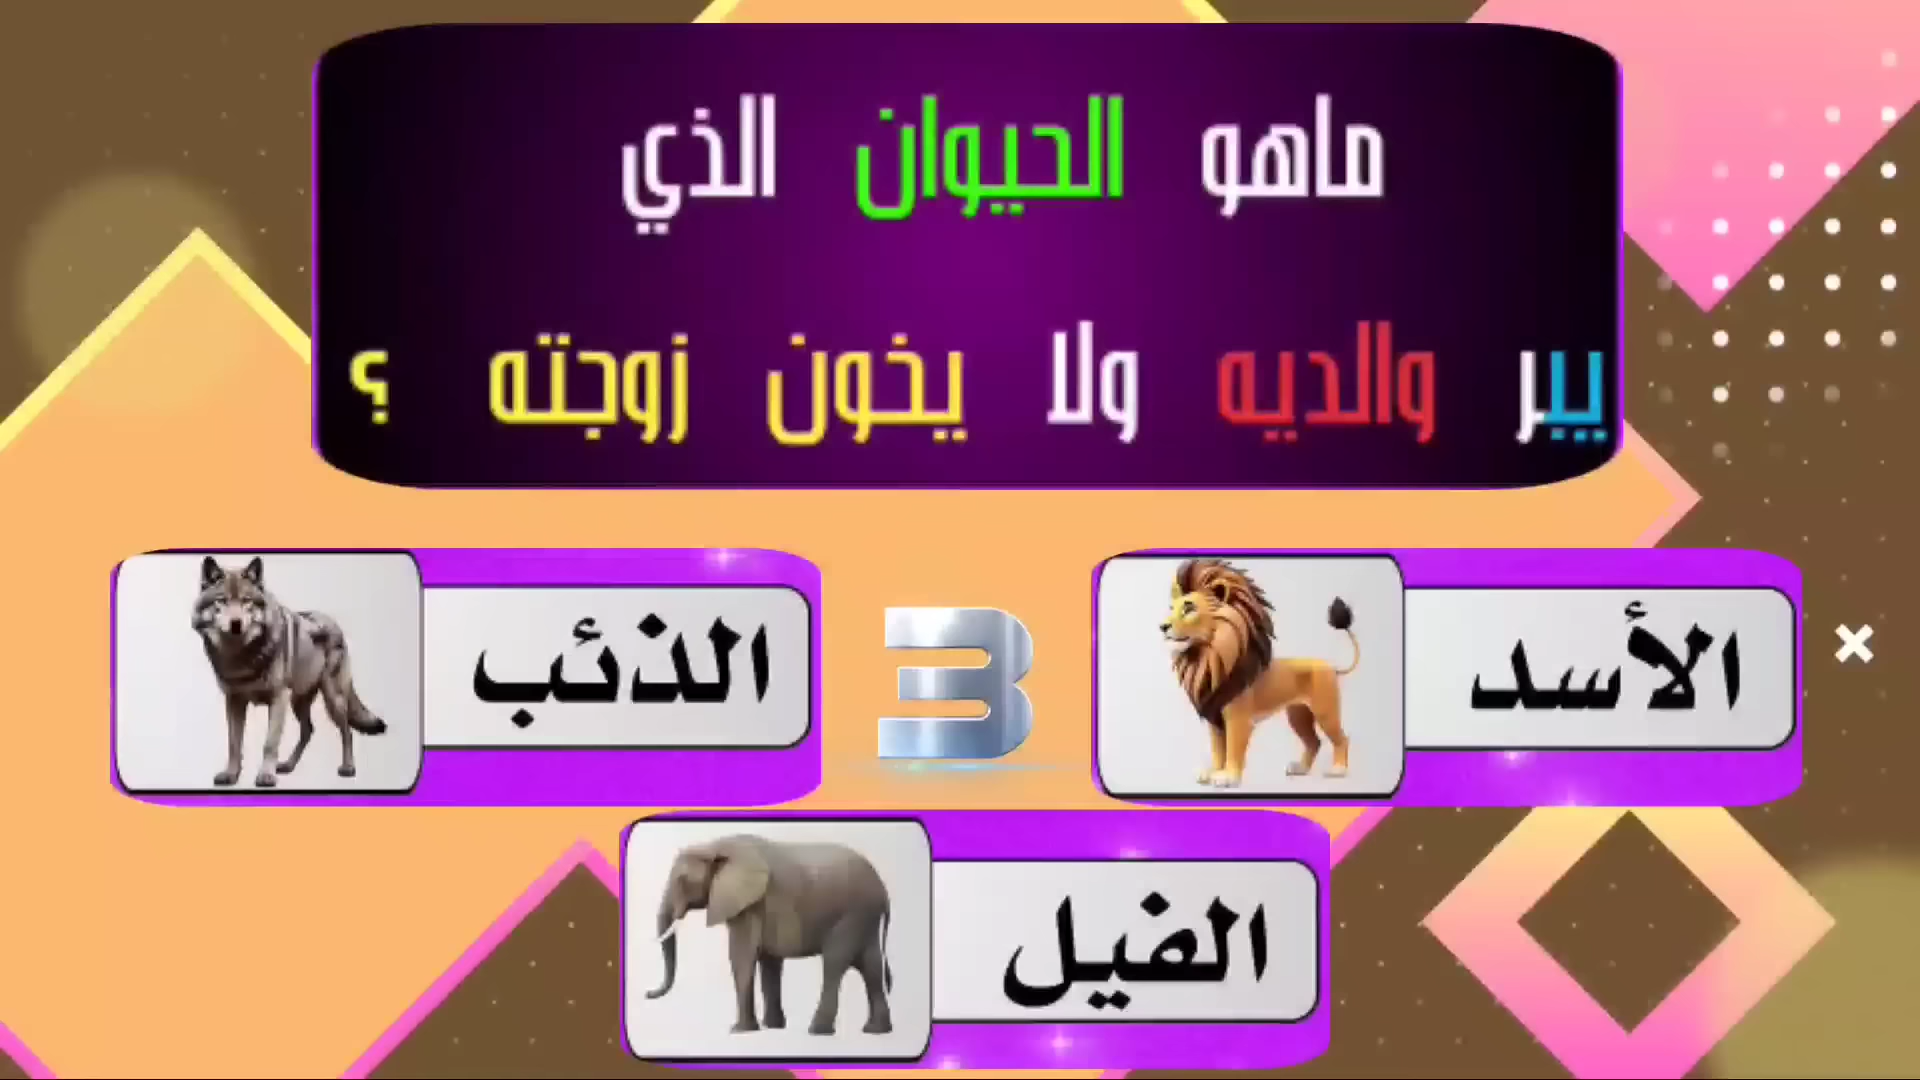 ماهو الحيوان الذي
يبر والديه ولا يخون زوجته ؟
الأسد
3
الذئب
الفيل